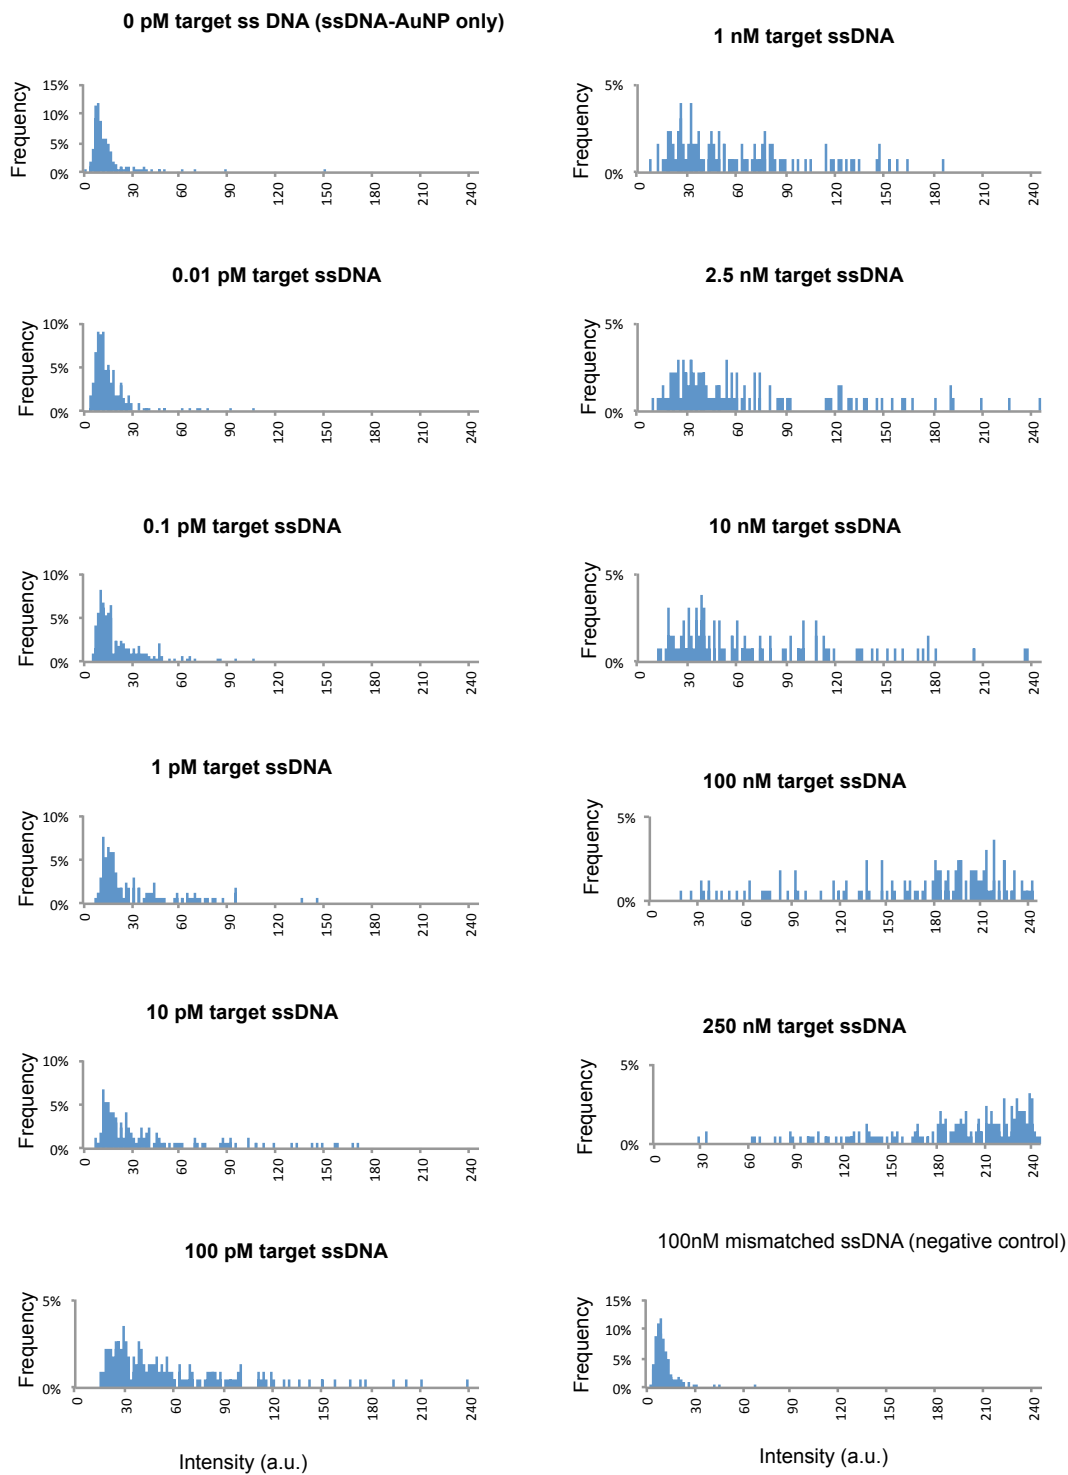 0 pM target ss DNA (ssDNA-AuNP only)
Frequency
15%
10%
5%
0%
0 30 60 90 120 150 180 210 240
0.01 pM target ssDNA
Frequency
10%
5%
0%
0 30 60 90 120 150 180 210 240
0.1 pM target ssDNA
Frequency
10%
5%
0%
0 30 60 90 120 150 180 210 240
1 pM target ssDNA
Frequency
10%
5%
0%
0 30 60 90 120 150 180 210 240
10 pM target ssDNA
Frequency
10%
5%
0%
0 30 60 90 120 150 180 210 240
100 pM target ssDNA
Frequency
5%
0%
0 30 60 90 120 150 180 210 240
Intensity (a.u.)
1 nM target ssDNA
Frequency
5%
0%
0 30 60 90 120 150 180 210 240
2.5 nM target ssDNA
Frequency
5%
0%
0 30 60 90 120 150 180 210 240
10 nM target ssDNA
Frequency
5%
0%
0 30 60 90 120 150 180 210 240
100 nM target ssDNA
Frequency
5%
0%
0 30 60 90 120 150 180 210 240
250 nM target ssDNA
Frequency
5%
0%
0 30 60 90 120 150 180 210 240
100nM mismatched ssDNA (negative control)
Frequency
15%
10%
5%
0%
0 30 60 90 120 150 180 210 240
Intensity (a.u.)